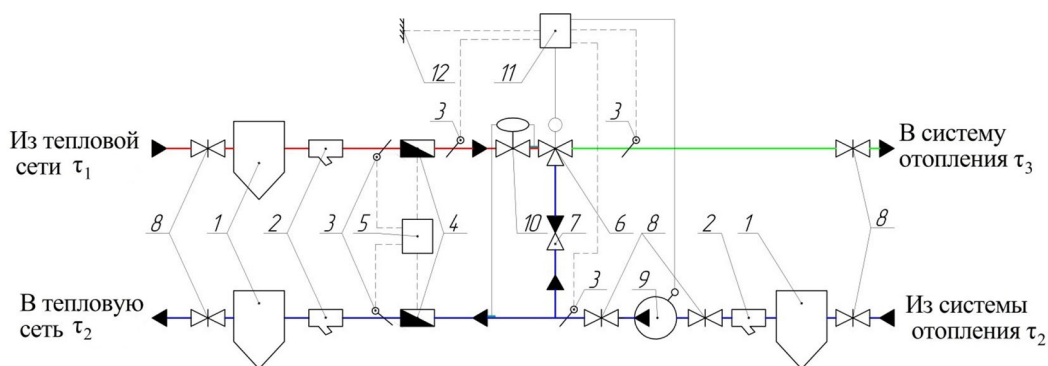 12
11
3
3
Из тепловой
сети τ1
В систему
отопления τ3
8
1
2
3
5
4
10
7
6
8
2
1
8
В тепловую
сеть τ2
3
9
Из системы
отопления τ2